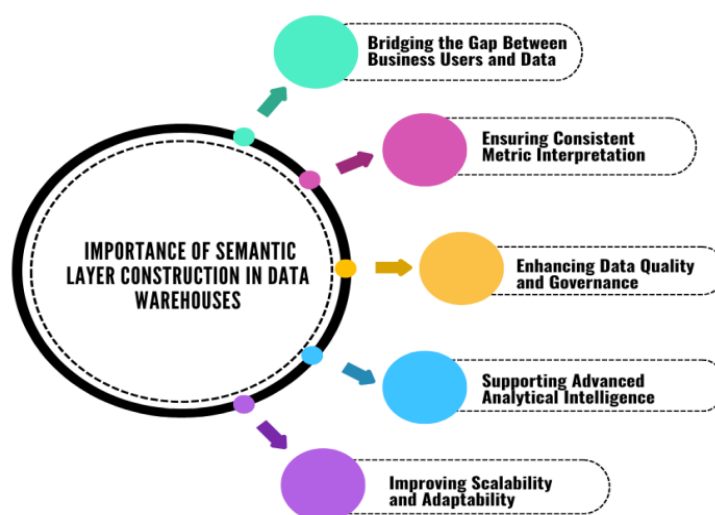 Bridging the Gap Between
Business Users and Data
Ensuring Consistent
Metric Interpretation
IMPORTANCE OF SEMANTIC
LAYER CONSTRUCTION IN DATA
WAREHOUSES
Enhancing Data Quality
and Governance
Supporting Advanced
Analytical Intelligence
Improving Scalability
and Adaptability